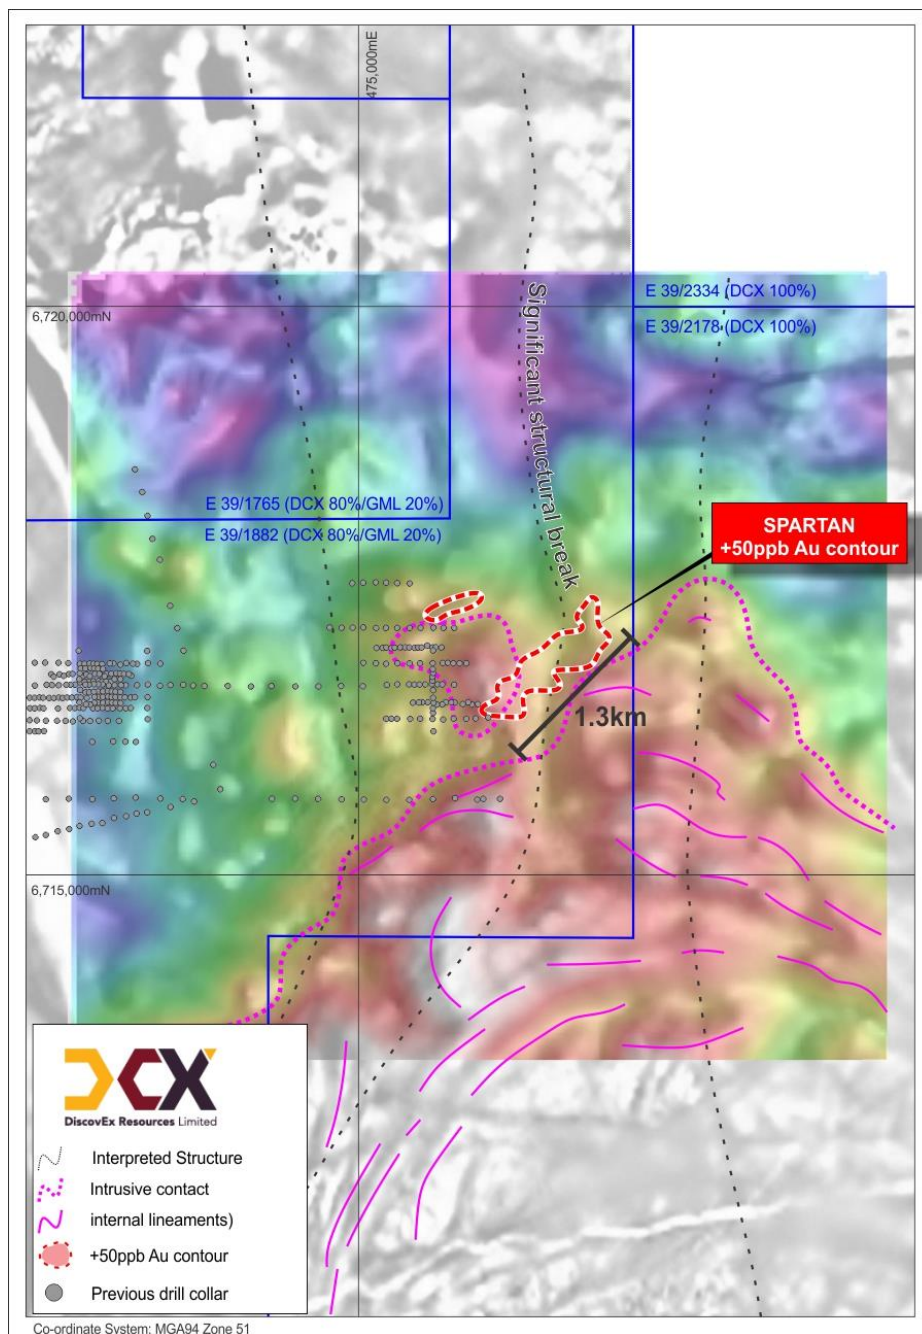 475,000mE
Significant structural break
6,720,000mN
E 39/2334 (DCX 100%)
E 39/2178 (DCX 100%)
E 39/1765 (DCX 80%/GML 20%)
E 39/1882 (DCX 80%/GML 20%)
SPARTAN
+50ppb Au contour
1.3km
6,715,000mN
DCX
DiscovEx Resources Limited
Interpreted Structure
Intrusive contact
internal lineaments)
+50ppb Au contour
Previous drill collar
Co-ordinate System: MGA94 Zone 51